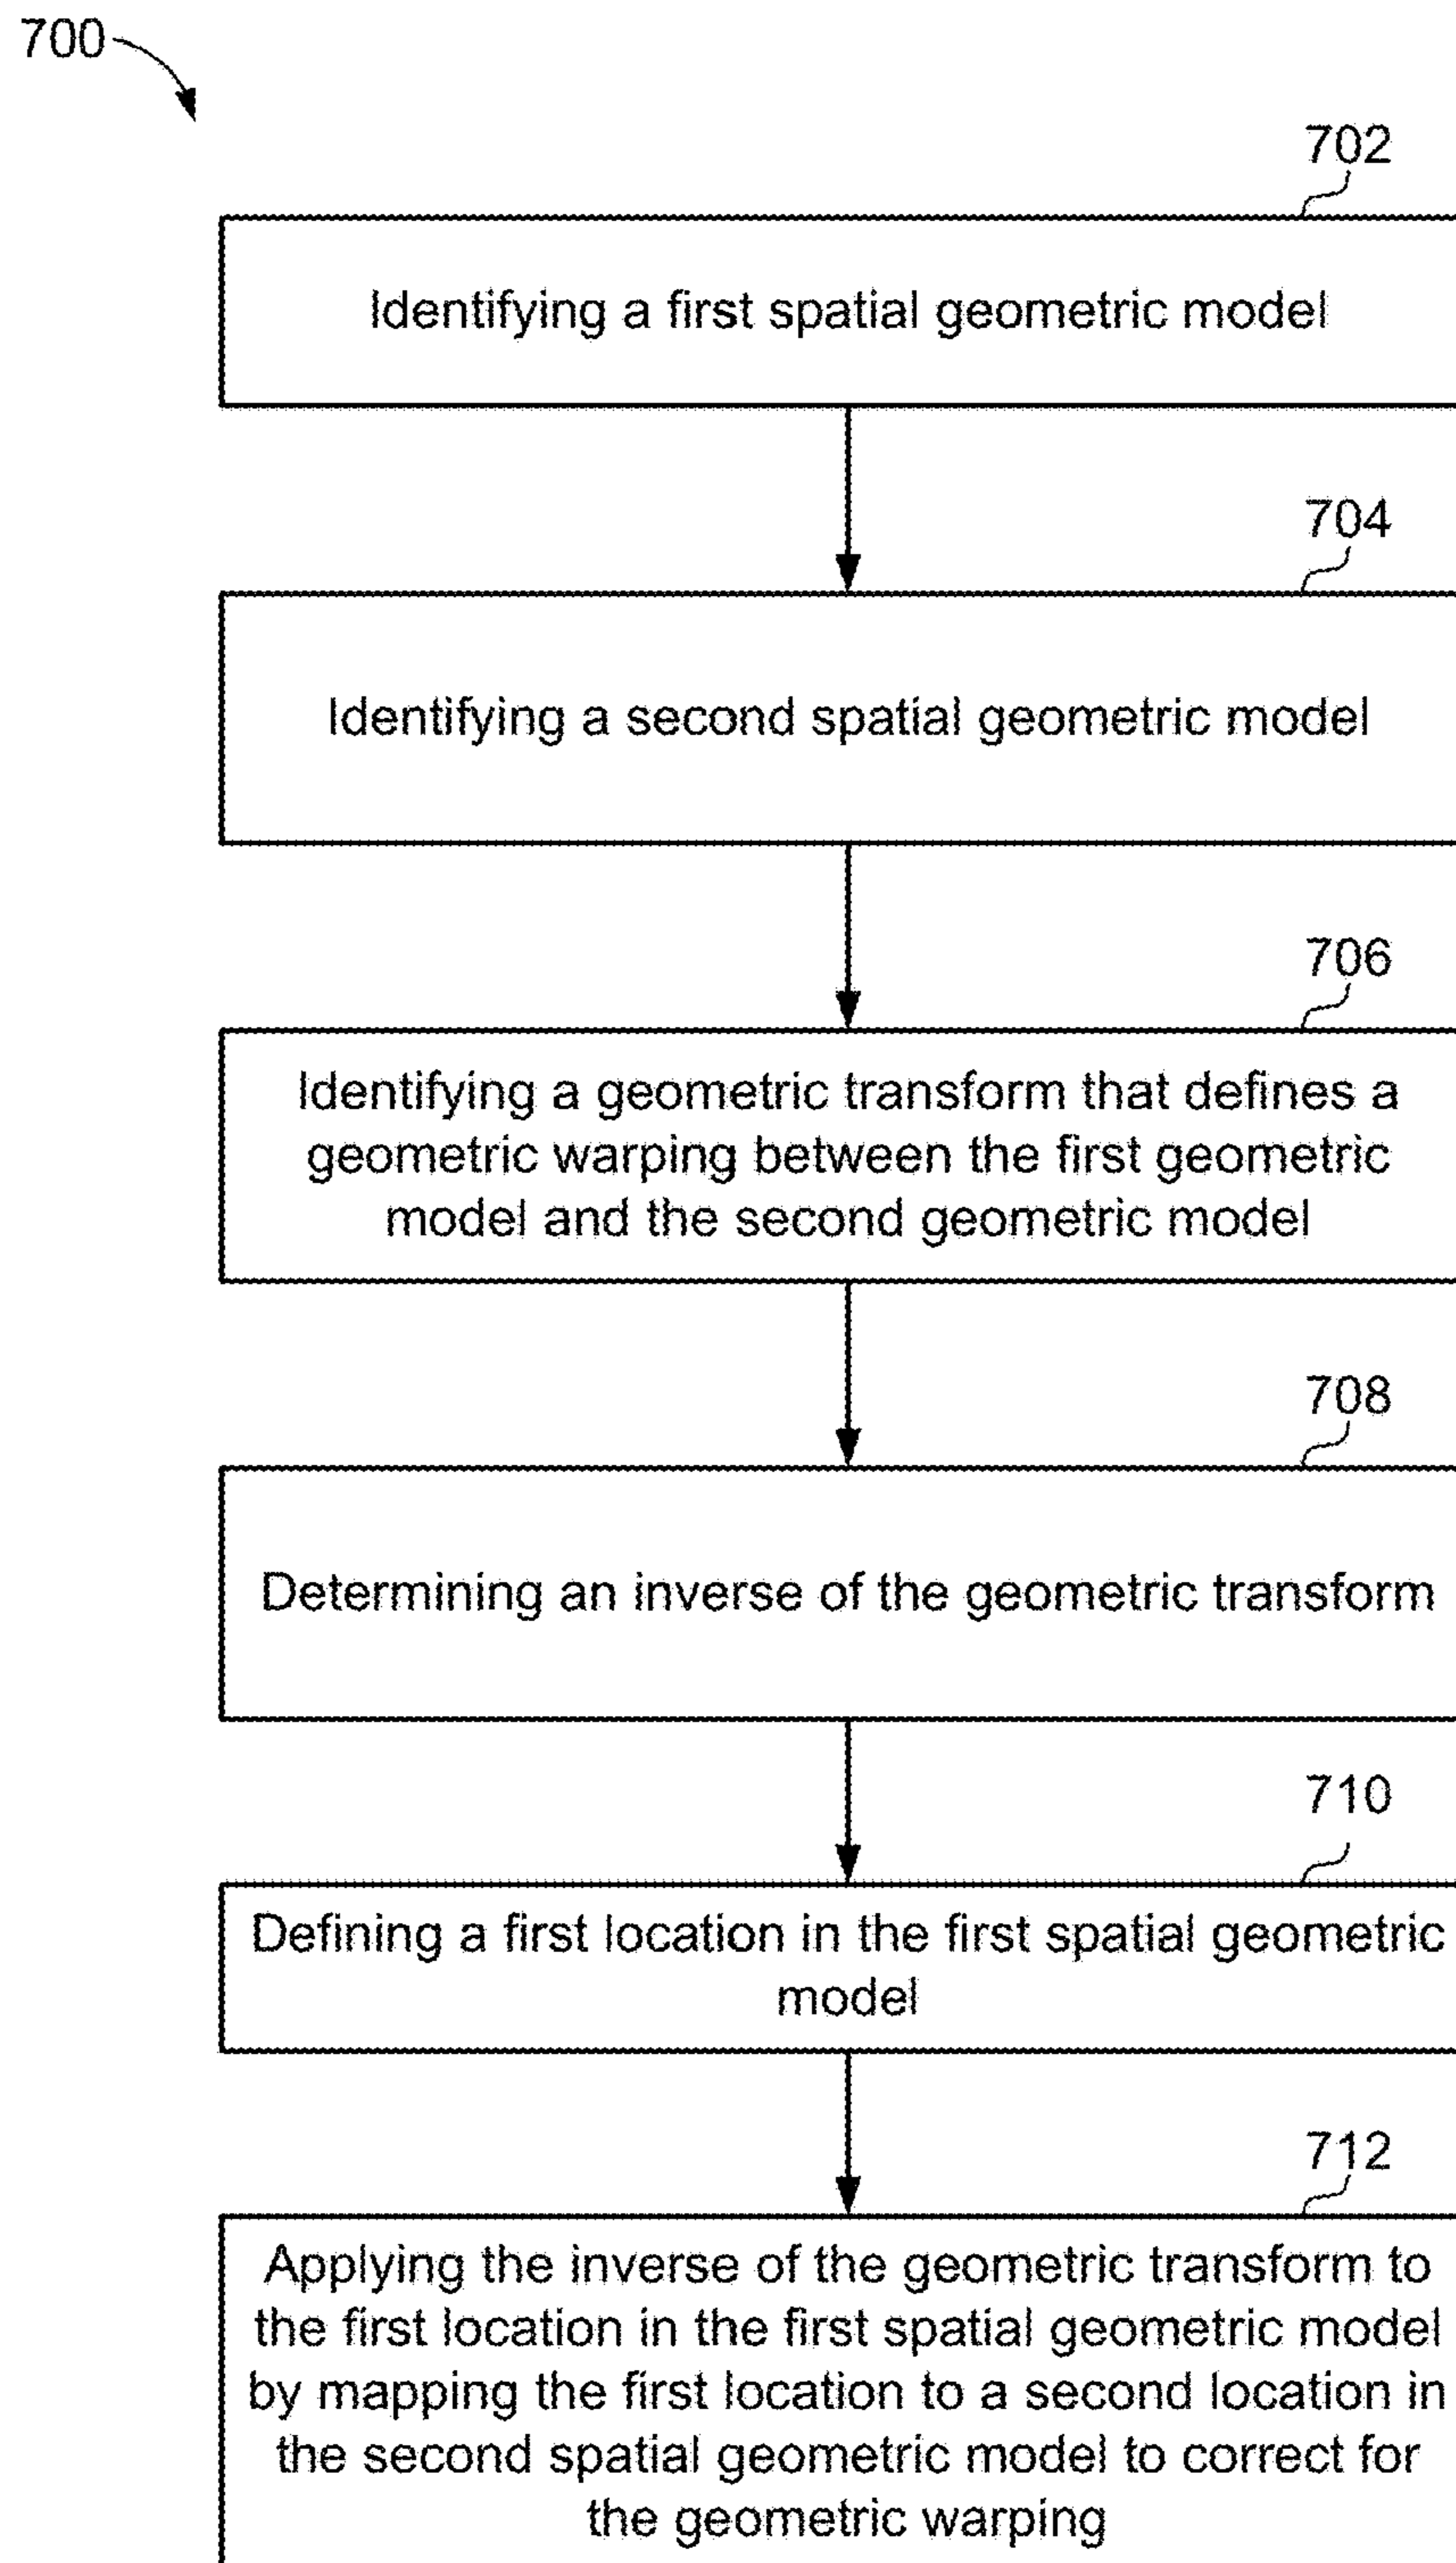 700
702
Identifying a first spatial geometric model
704
Identifying a second spatial geometric model
706
Identifying a geometric transform that defines a
geometric warping between the first geometric
model and the second geometric model
708
Determining an inverse of the geometric transform
710
Defining a first location in the first spatial geometric
model
712
Applying the inverse of the geometric transform to
the first location in the first spatial geometric model
by mapping the first location to a second location in
the second spatial geometric model to correct for
the geometric warping